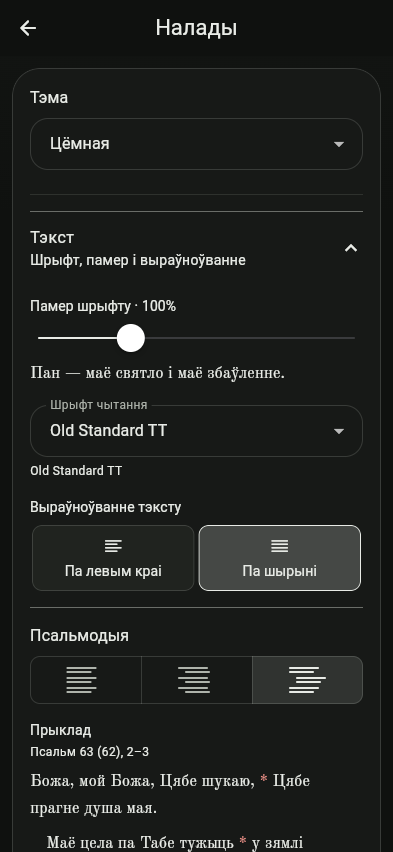 Налады
Тэма
Цёмная
Тэкст
Шрыфт, памер і выраўноўванне
Памер шрыфту · 100%
Пан — маё святло і маё збаўленне.
Шрыфт чытання
Old Standard TT
Old Standard TT
Выраўноўванне тэксту
Па левым краі
Па шырыні
Псальмодыя
Прыклад
Псальм 63 (62), 2–3
Божа, мой Божа, Цябе шукаю, * Цябе
прагне душа мая.
Маё цела па Табе тужыць * у зямлі